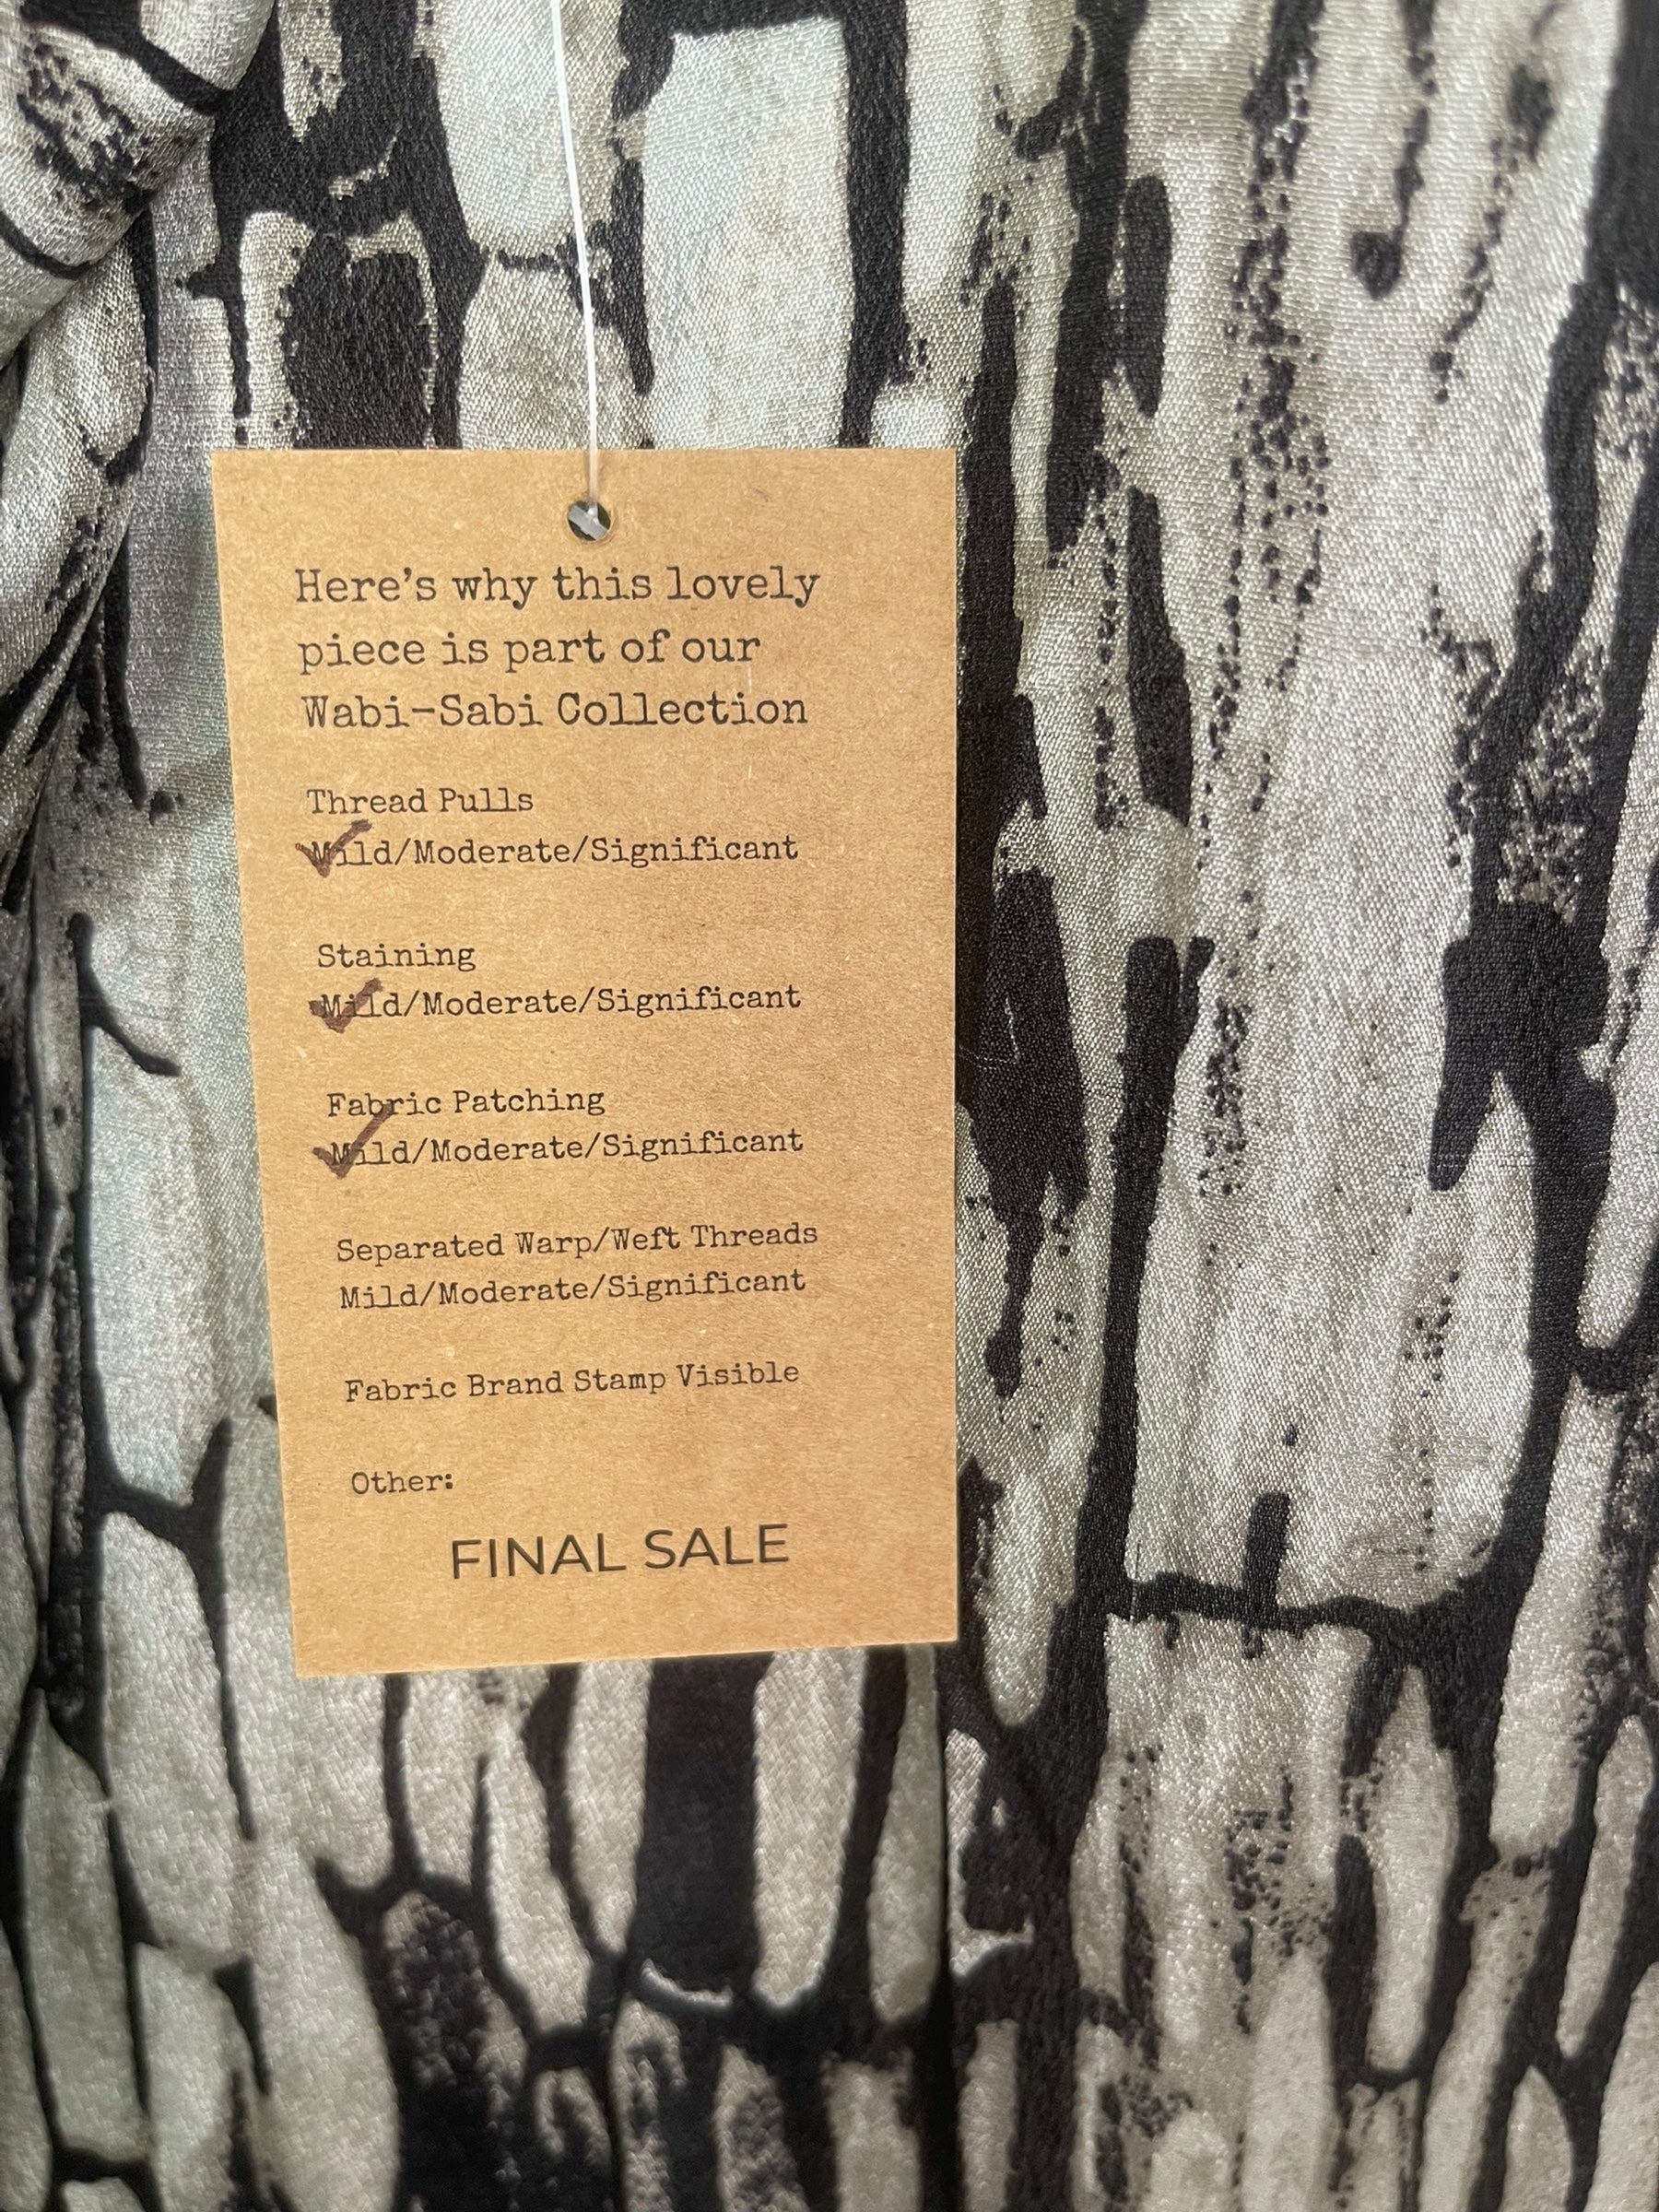 Here's why this lovely
piece is part of our
Wabi-Sabi Collection
Thread Pulls
Mild/Moderate/Significant
Staining
Mild/Moderate/Significant
Fabric Patching
Mild/Moderate/Significant
Separated Warp/Weft Threads
Mild/Moderate/Significant
Fabric Brand Stamp Visible
Other:
FINAL SALE